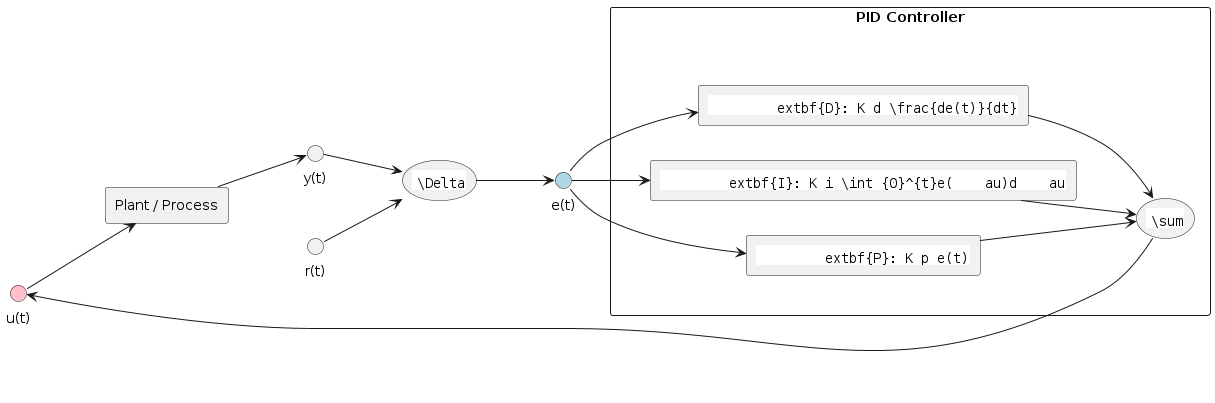 PID Controller
extbf{D}: K d \frac{de(t)}{dt}
y(t)
\Delta
extbf{I}: K i \int {0}^{t}e(    au)d    au
Plant / Process
e(t)
\sum
r(t)
extbf{P}: K p e(t)
u(t)